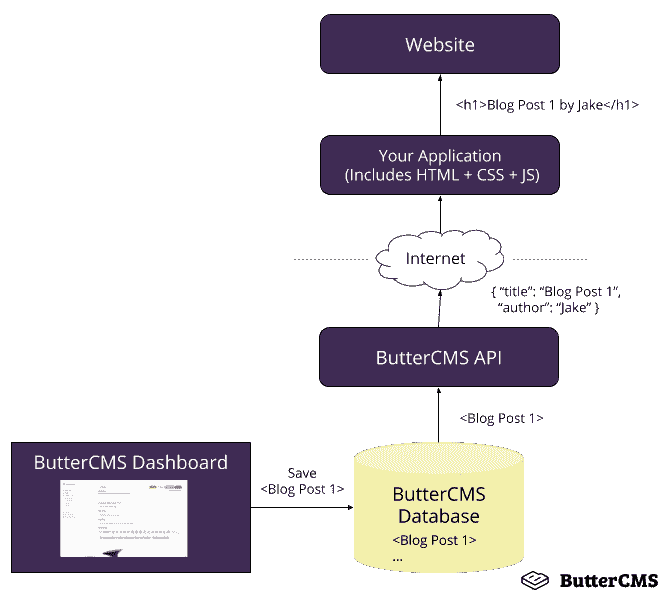 Website
<h1>Blog Post 1 by Jake</h1>
Your Application
(Includes HTML + CSS + JS)
Internet
{ “title”: “Blog Post 1”,
“author”: “Jake” }
ButterCMS API
<Blog Post 1>
ButterCMS Dashboard
Save
<Blog Post 1>
ButterCMS
Database
<Blog Post 1>
...
ButterCMS